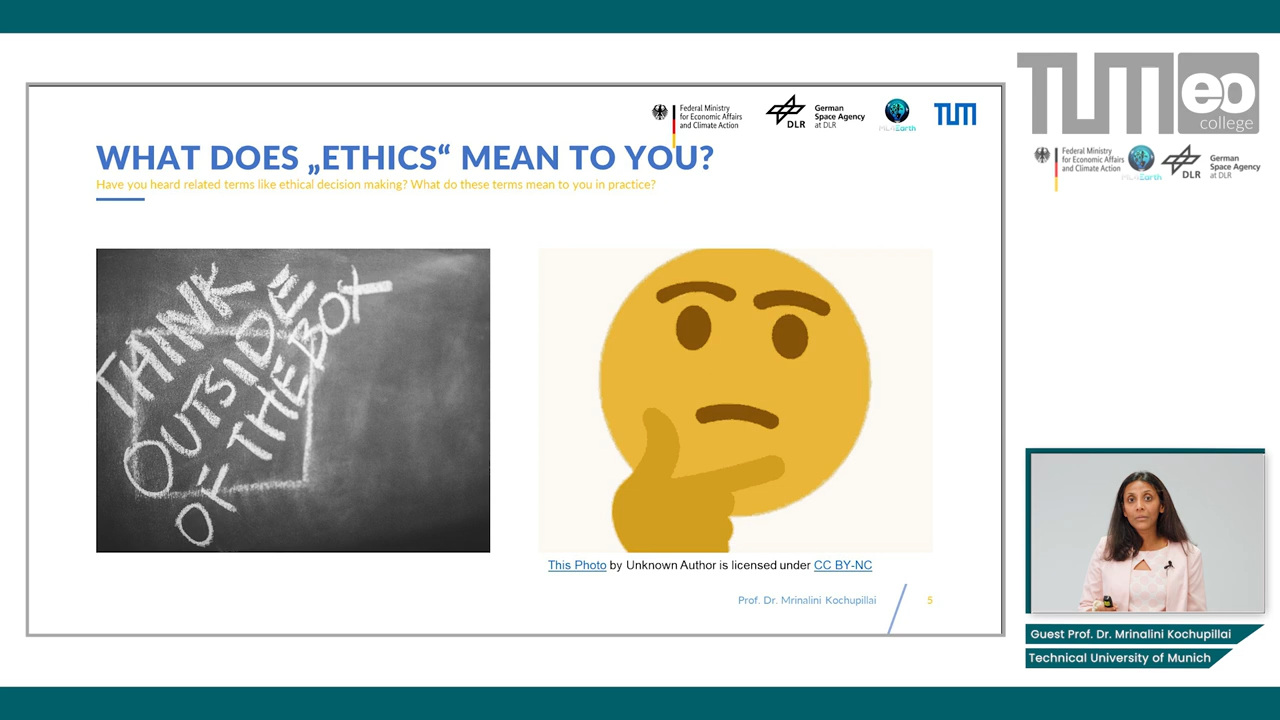 Federal Ministry
for Economic Affairs
and Climate Action
DLR
German
Space Agency
at DLR
ML4Earth
TUM
WHAT DOES „ETHICS“ MEAN TO YOU?
Have you heard related terms like ethical decision making? What do these terms mean to you in practice?
THINK
OUTSIDE
OF THE BOX
This Photo by Unknown Author is licensed under CC BY-NC
Prof. Dr. Mrinalini Kochupillai
5
TUM
eo
college
Federal Ministry
for Economic Affairs
and Climate Action
ML4Earth
DLR
German
Space Agency
at DLR
Guest Prof. Dr. Mrinalini Kochupillai
Technical University of Munich